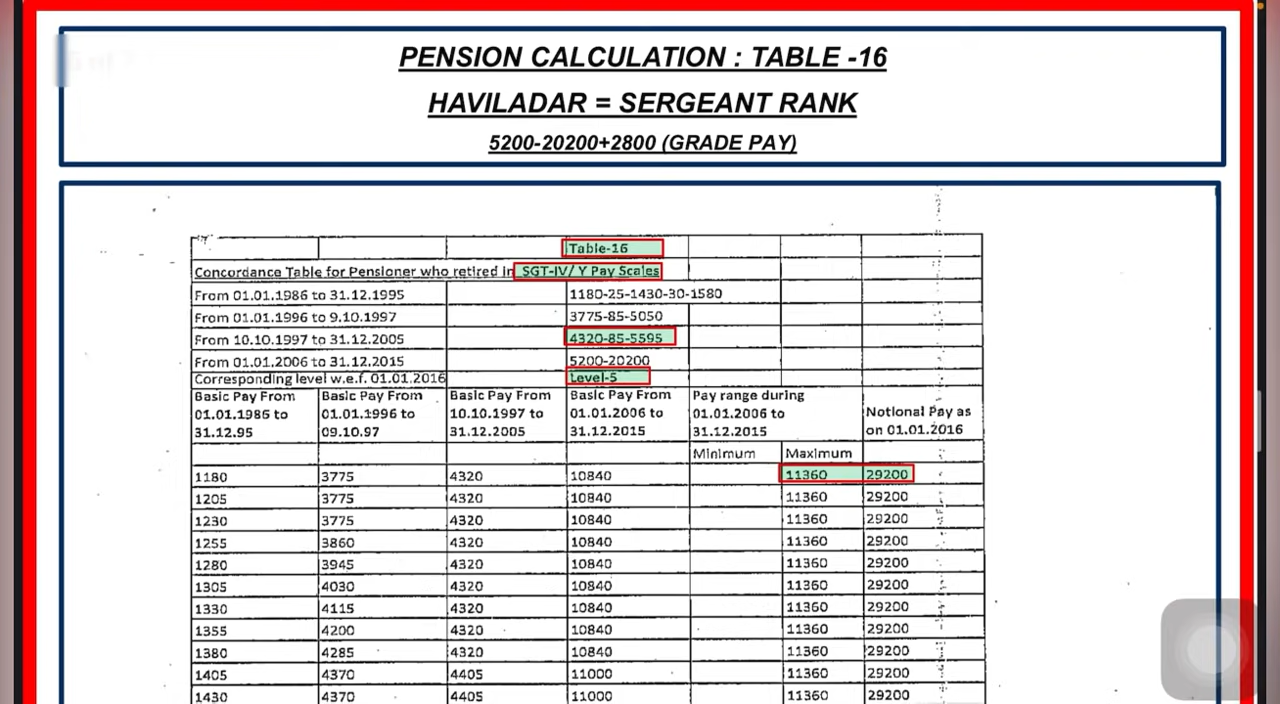 PENSION CALCULATION : TABLE -16
HAVILADAR = SERGEANT RANK
5200-20200+2800 (GRADE PAY)
Table-16
Concordance Table for Pensioner who retired in SGT-IV/ Y Pay Scales
From 01.01.1986 to 31.12.1995 1180-25-1430-30-1580
From 01.01.1996 to 9.10.1997 3775-85-5050
From 10.10.1997 to 31.12.2005 4320-85-5595
From 01.01.2006 to 31.12.2015 5200-20200
Corresponding level w.e.f. 01.01.2016 Level-5
Basic Pay From Basic Pay From Basic Pay From Basic Pay From Pay range during
01.01.1986 to 01.01.1996 to 10.10.1997 to 01.01.2006 to 01.01.2006 to Notional Pay as
31.12.95 09.10.97 31.12.2005 31.12.2015 31.12.2015 on 01.01.2016
Minimum Maximum
1180 3775 4320 10840 11360 29200
1205 3775 4320 10840 11360 29200
1230 3775 4320 10840 11360 29200
1255 3860 4320 10840 11360 29200
1280 3945 4320 10840 11360 29200
1305 4030 4320 10840 11360 29200
1330 4115 4320 10840 11360 29200
1355 4200 4320 10840 11360 29200
1380 4285 4320 10840 11360 29200
1405 4370 4405 11000 11360 29200
1430 4370 4405 11000 11360 29200